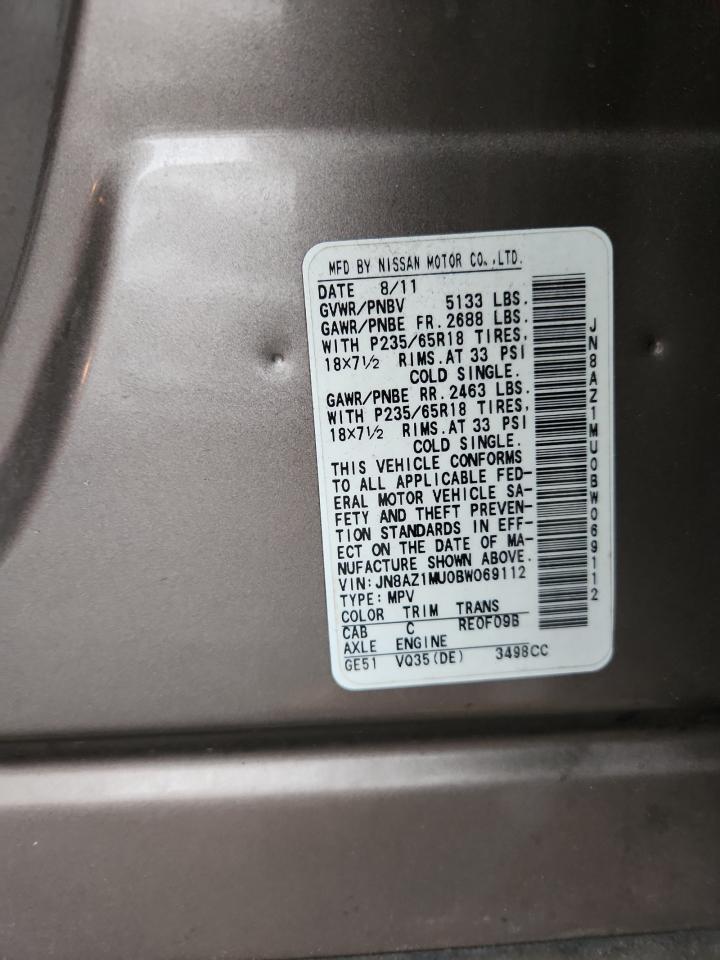 MFD BY NISSAN MOTOR CO.,LTD.
DATE 8/11
GVWR/PNBV 5133 LBS.
GAWR/PNBE FR. 2688 LBS.
WITH P235/65R18 TIRES,
18×7½ RIMS.AT 33 PSI
COLD SINGLE.
GAWR/PNBE RR. 2463 LBS.
WITH P235/65R18 TIRES,
18×7½ RIMS.AT 33 PSI
COLD SINGLE.
THIS VEHICLE CONFORMS
TO ALL APPLICABLE FED-
ERAL MOTOR VEHICLE SA-
FETY AND THEFT PREVEN-
TION STANDARDS IN EFF-
ECT ON THE DATE OF MA-
NUFACTURE SHOWN ABOVE.
VIN:JN8AZ1MU0BW069112
TYPE:MPV
COLOR TRIM TRANS
CAB C RE0F09B
AXLE ENGINE
GE51 VQ35(DE) 3498CC
JN8AZ1MU0BW069112